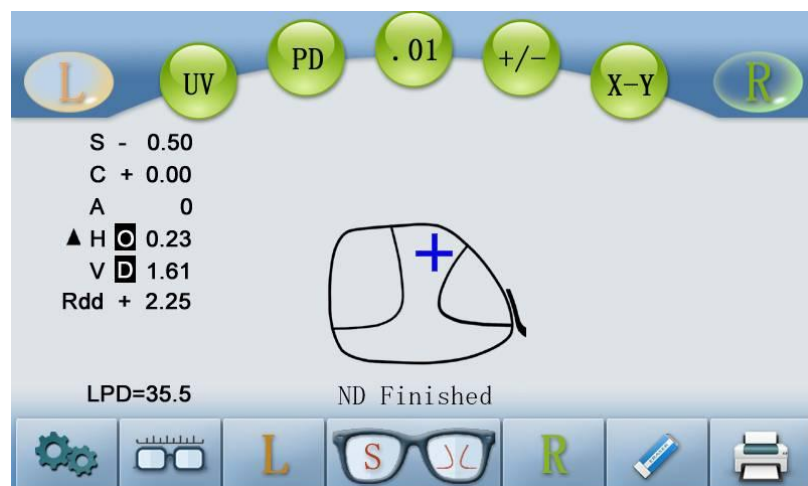 L
UV
PD
.01
+/-
X-Y
R
S - 0.50
C + 0.00
A 0
▲ H O 0.23
V D 1.61
Rdd + 2.25
LPD=35.5
ND Finished
L
S
R